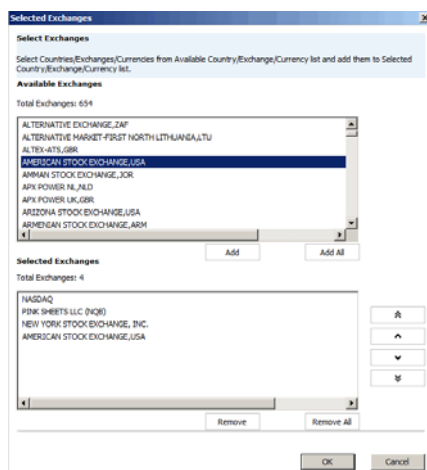 Selected Exchanges
Select Exchanges
Select Countries/Exchanges/Currencies from Available Country/Exchange/Currency list and add them to Selected
Country/Exchange/Currency list.
Available Exchanges
Total Exchanges: 654
ALTERNATIVE EXCHANGE,ZAF
ALTERNATIVE MARKET-FIRST NORTH LITHUANIA,LTU
ALTEX-ATS,GBR
AMERICAN STOCK EXCHANGE,USA
AMMAN STOCK EXCHANGE,JOR
APX POWER NL,NLD
APX POWER UK,GBR
ARIZONA STOCK EXCHANGE,USA
ARMENIAN STOCK EXCHANGE,ARM
Add
Add All
Selected Exchanges
Total Exchanges: 4
NASDAQ
PINK SHEETS LLC (NQB)
NEW YORK STOCK EXCHANGE, INC.
AMERICAN STOCK EXCHANGE,USA
Remove
Remove All
OK
Cancel